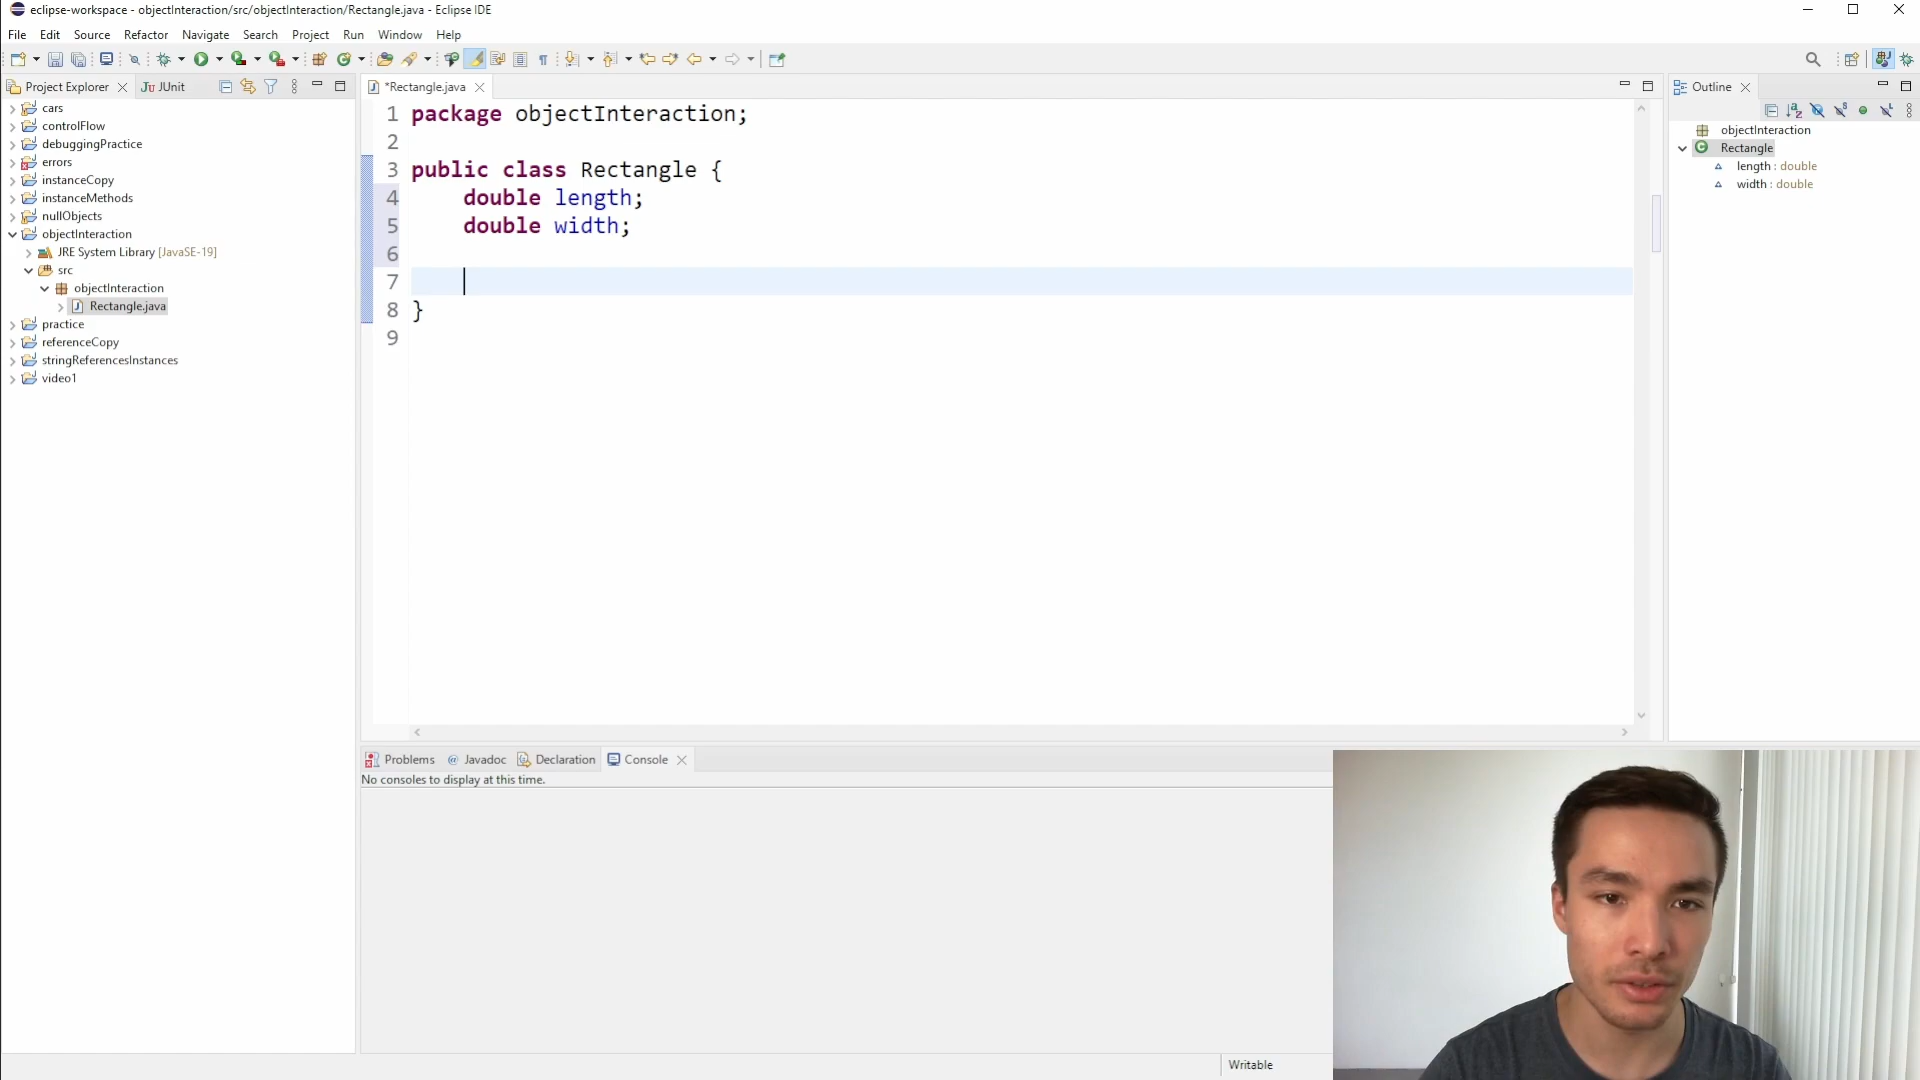 eclipse-workspace - objectInteraction/src/objectInteraction/Rectangle.java - Eclipse IDE
File Edit Source Refactor Navigate Search Project Run Window Help
Project Explorer
JUnit
*Rectangle.java
Outline
cars
controlFlow
debuggingPractice
errors
instanceCopy
instanceMethods
nullObjects
objectInteraction
JRE System Library [JavaSE-19]
src
objectInteraction
Rectangle.java
practice
referenceCopy
stringReferencesInstances
video1
1 package objectInteraction;
2
3 public class Rectangle {
4 double length;
5 double width;
6
7
8 }
9
objectInteraction
Rectangle
length : double
width : double
Problems
Javadoc
Declaration
Console
No consoles to display at this time.
Writable